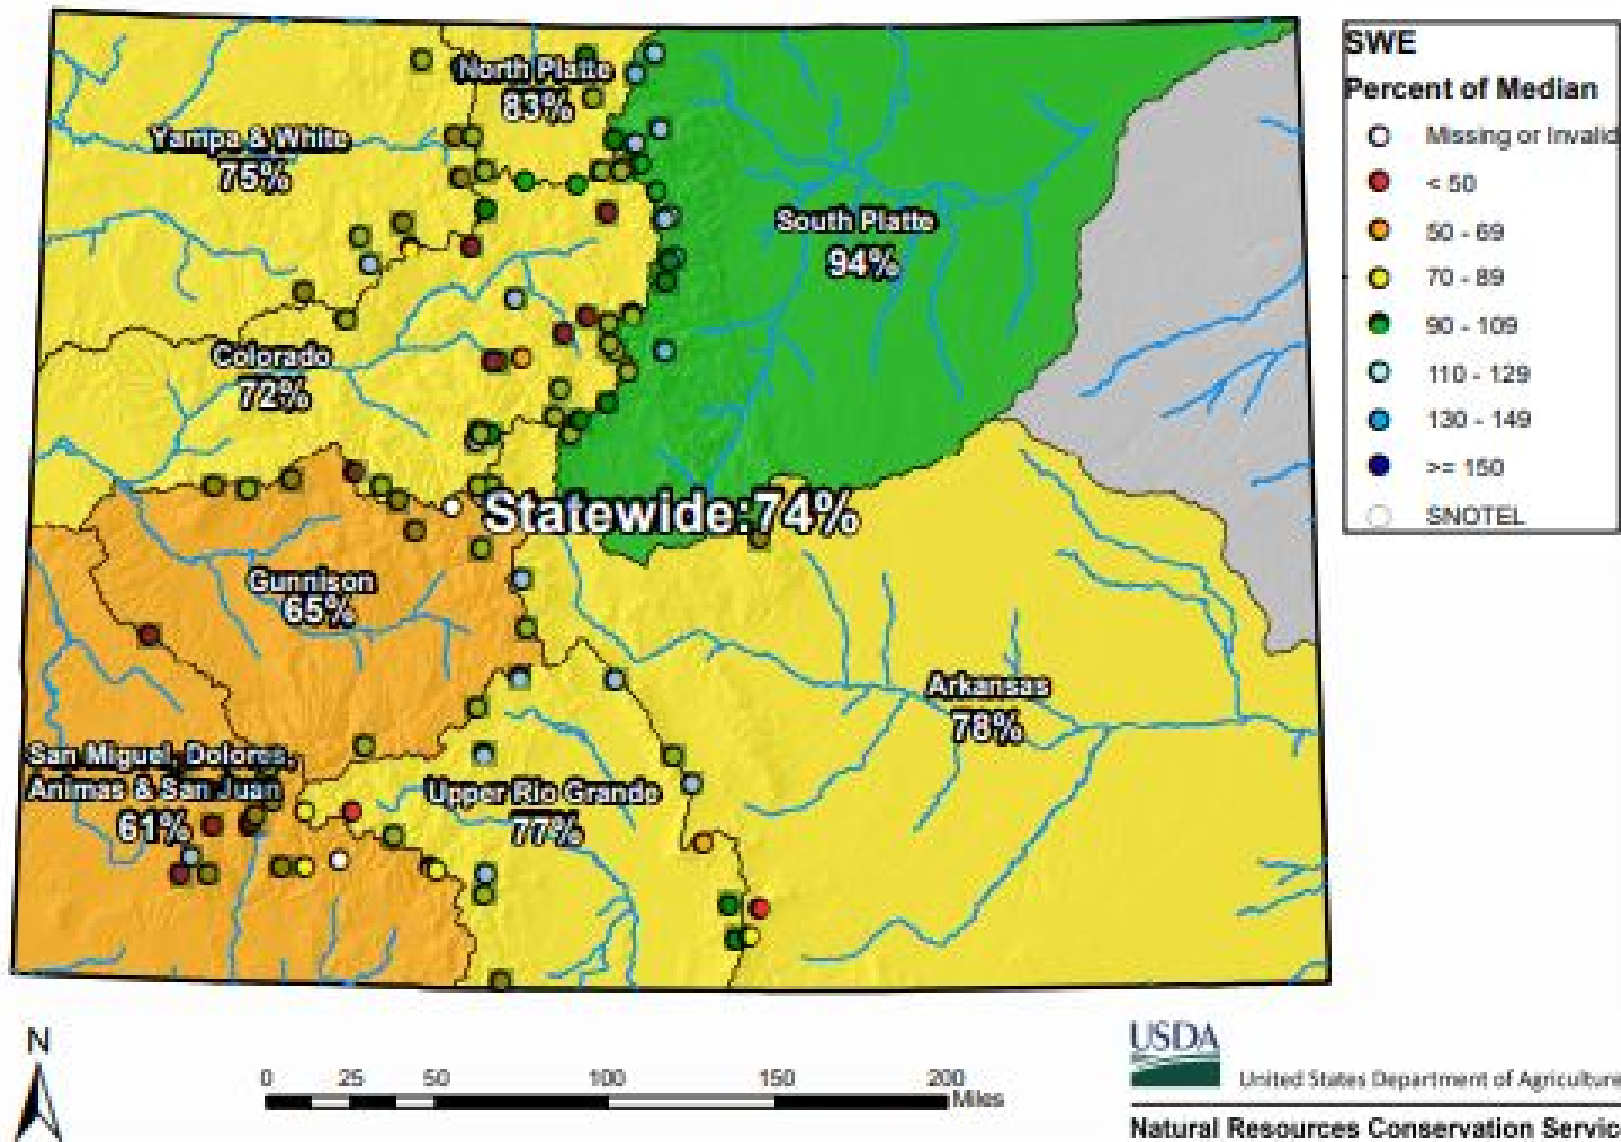 SWE
Percent of Median
Missing or Invalid
< 50
50 - 69
70 - 89
90 - 109
110 - 129
130 - 149
>= 150
SNOTEL
North Platte
83%
Yampa & White
75%
South Platte
94%
Colorado
72%
Statewide:74%
Gunnison
65%
Arkansas
78%
San Miguel, Dolores,
Animas & San Juan
61%
Upper Rio Grande
77%
N
0 25 50 100 150 200
Miles
USDA
United States Department of Agriculture
Natural Resources Conservation Servic